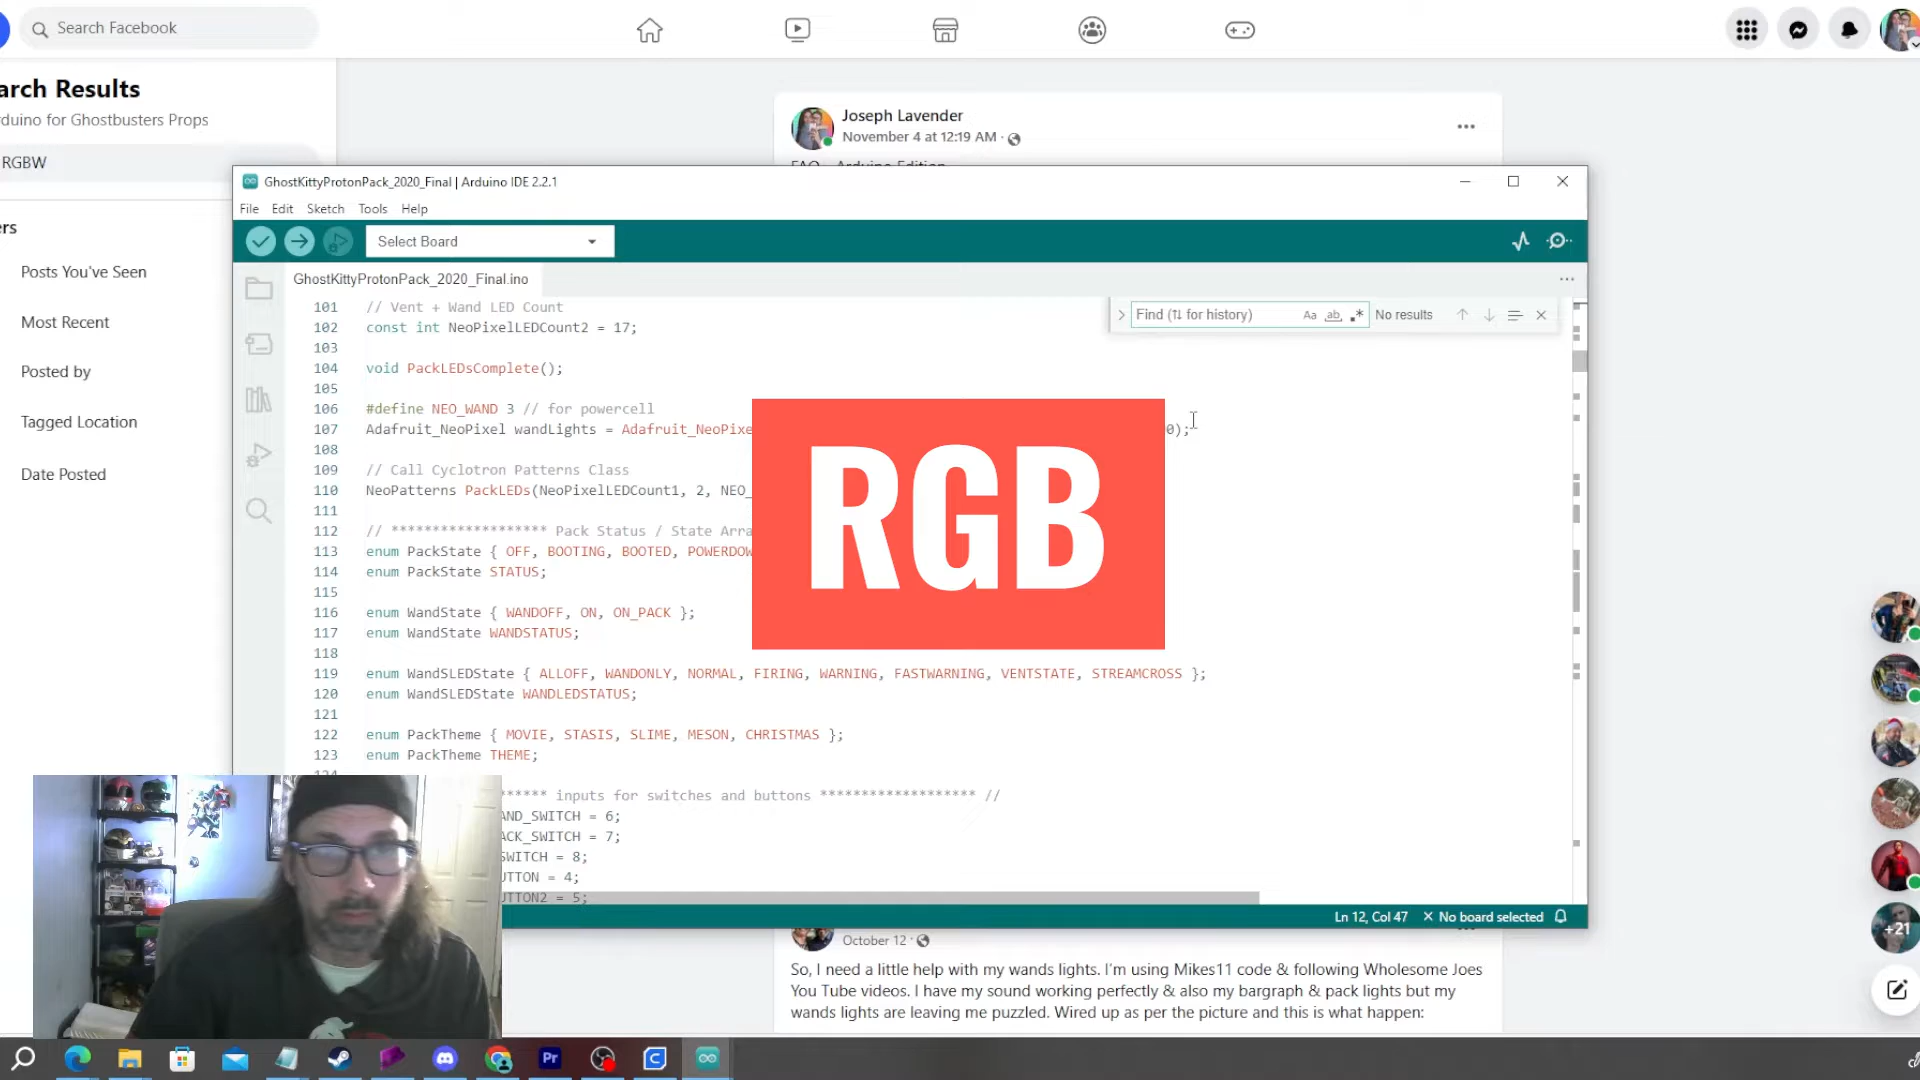 Search Facebook
arch Results
duino for Ghostbusters Props
RGBW
ers
Posts You've Seen
Most Recent
Posted by
Tagged Location
Date Posted
Joseph Lavender
November 4 at 12:19 AM ·
FAQ - Arduino Edition
GhostKittyProtonPack_2020_Final | Arduino IDE 2.2.1
File Edit Sketch Tools Help
Select Board
GhostKittyProtonPack_2020_Final.ino
Find (⇅ for history) Aa ab .* No results
101 // Vent + Wand LED Count
102 const int NeoPixelLEDCount2 = 17;
103
104 void PackLEDsComplete();
105
106 #define NEO_WAND 3 // for powercell
107 Adafruit_NeoPixel wandLights = Adafruit_NeoPixe 0);
108
109 // Call Cyclotron Patterns Class
110 NeoPatterns PackLEDs(NeoPixelLEDCount1, 2, NEO_
111
112 // ******************* Pack Status / State Arra
113 enum PackState { OFF, BOOTING, BOOTED, POWERDOW
114 enum PackState STATUS;
115
116 enum WandState { WANDOFF, ON, ON_PACK };
117 enum WandState WANDSTATUS;
118
119 enum WandSLEDState { ALLOFF, WANDONLY, NORMAL, FIRING, WARNING, FASTWARNING, VENTSTATE, STREAMCROSS };
120 enum WandSLEDState WANDLEDSTATUS;
121
122 enum PackTheme { MOVIE, STASIS, SLIME, MESON, CHRISTMAS };
123 enum PackTheme THEME;
124
****** inputs for switches and buttons ******************* //
AND_SWITCH = 6;
ACK_SWITCH = 7;
SWITCH = 8;
UTTON = 4;
UTTON2 = 5;
RGB
Ln 12, Col 47 × No board selected
October 12 ·
So, I need a little help with my wands lights. I'm using Mikes11 code & following Wholesome Joes
You Tube videos. I have my sound working perfectly & also my bargraph & pack lights but my
wands lights are leaving me puzzled. Wired up as per the picture and this is what happen:
+21
Pr